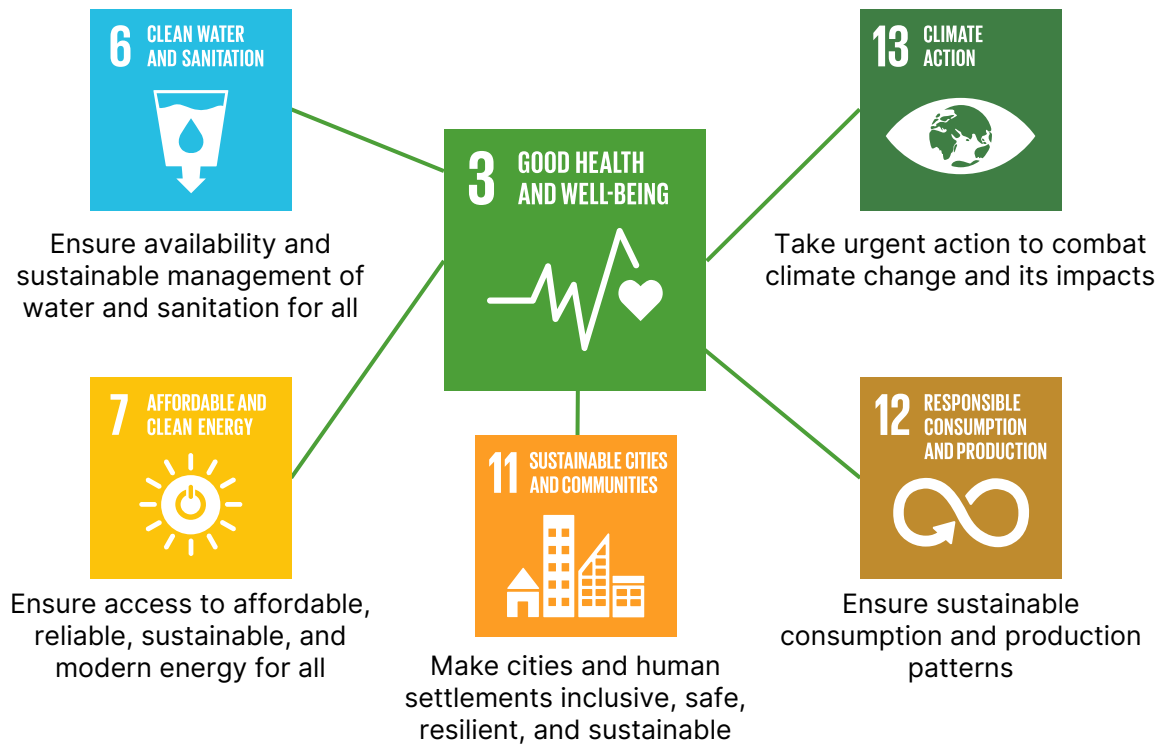 6 CLEAN WATER
AND SANITATION
Ensure availability and
sustainable management of
water and sanitation for all
3 GOOD HEALTH
AND WELL-BEING
13 CLIMATE
ACTION
Take urgent action to combat
climate change and its impacts
7 AFFORDABLE AND
CLEAN ENERGY
Ensure access to affordable,
reliable, sustainable, and
modern energy for all
11 SUSTAINABLE CITIES
AND COMMUNITIES
Make cities and human
settlements inclusive, safe,
resilient, and sustainable
12 RESPONSIBLE
CONSUMPTION
AND PRODUCTION
Ensure sustainable
consumption and production
patterns